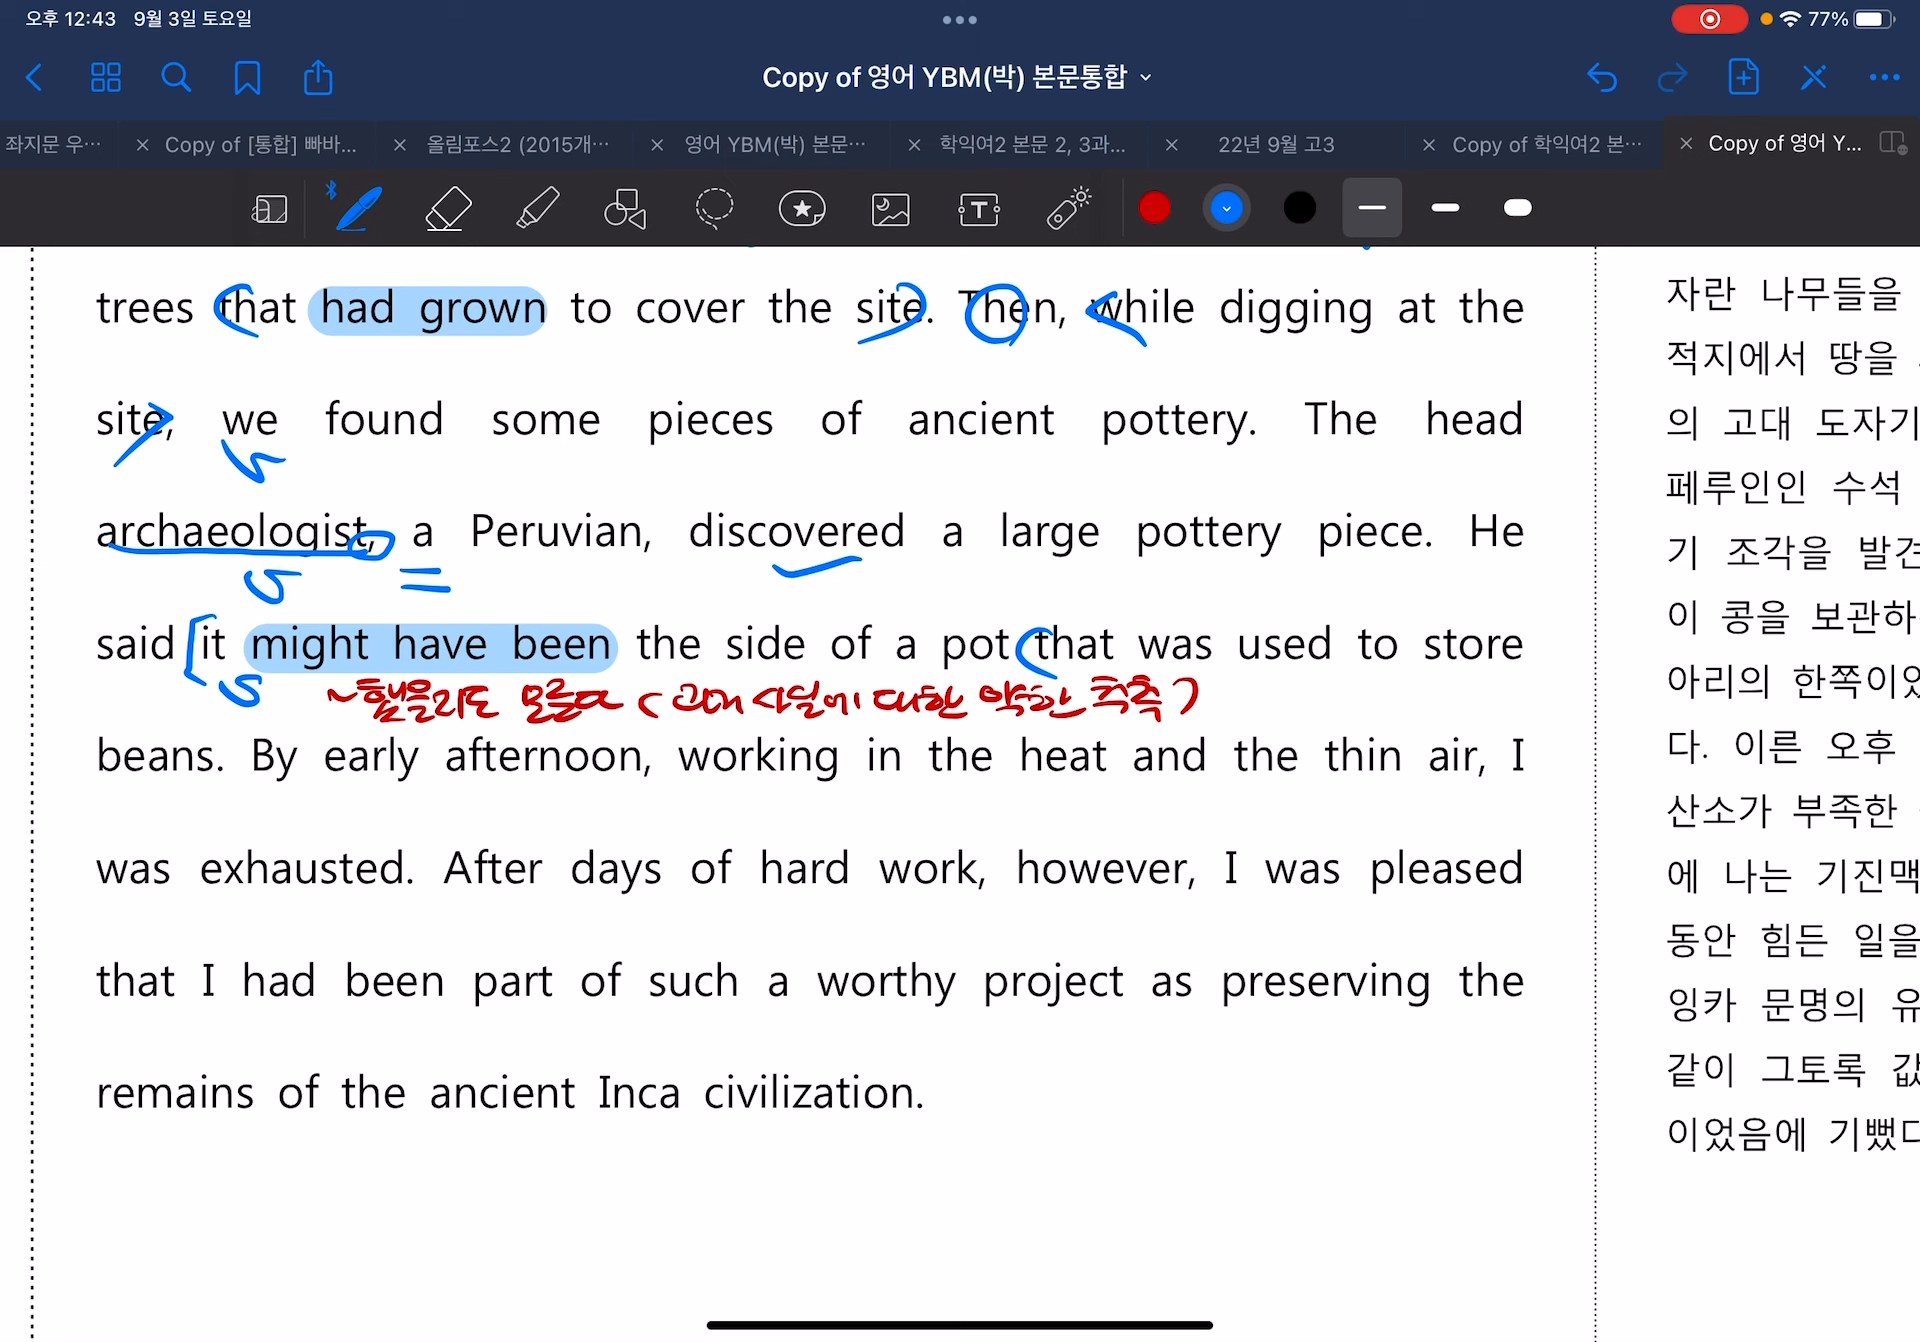 오후 12:43 9월 3일 토요일
77%
Copy of 영어 YBM(박) 본문통합
좌지문 우…
Copy of [통합] 빠바…
올림포스2 (2015개…
영어 YBM(박) 본문…
학익여2 본문 2, 3과…
22년 9월 고3
Copy of 학익여2 본…
Copy of 영어 Y…
trees that had grown to cover the site. Then, while digging at the
site, we found some pieces of ancient pottery. The head
S
archaeologist, a Peruvian, discovered a large pottery piece. He
S =
said [it might have been the side of a pot that was used to store
S ~했을지도 모른다 (과거 사실에 대한 약한 추측)
beans. By early afternoon, working in the heat and the thin air, I
was exhausted. After days of hard work, however, I was pleased
that I had been part of such a worthy project as preserving the
remains of the ancient Inca civilization.
자란 나무들을
적지에서 땅을
의 고대 도자기
페루인인 수석
기 조각을 발견
이 콩을 보관하
아리의 한쪽이었
다. 이른 오후
산소가 부족한
에 나는 기진맥
동안 힘든 일을
잉카 문명의 유
같이 그토록 값
이었음에 기뻤다